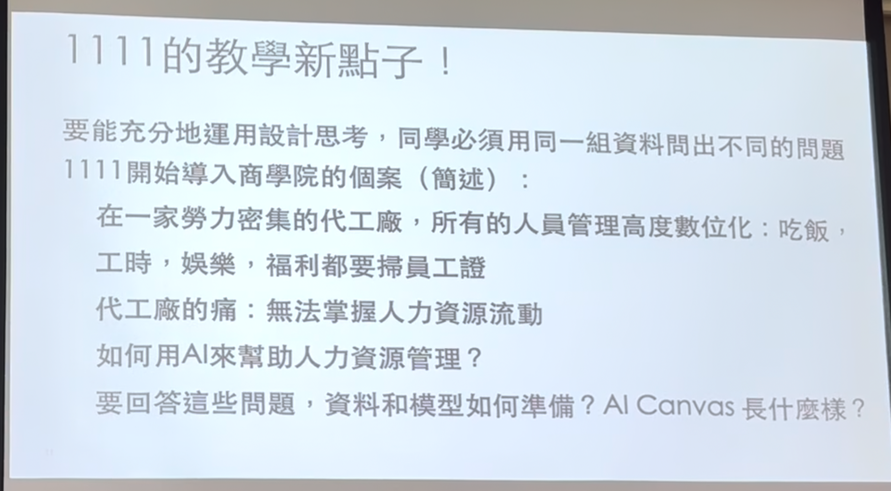 1111的教學新點子！
要能充分地運用設計思考，同學必須用同一組資料問出不同的問題
1111開始導入商學院的個案（簡述）：
在一家勞力密集的代工廠，所有的人員管理高度數位化：吃飯，
工時，娛樂，福利都要掃員工證
代工廠的痛：無法掌握人力資源流動
如何用AI來幫助人力資源管理？
要回答這些問題，資料和模型如何準備？AI Canvas 長什麼樣？